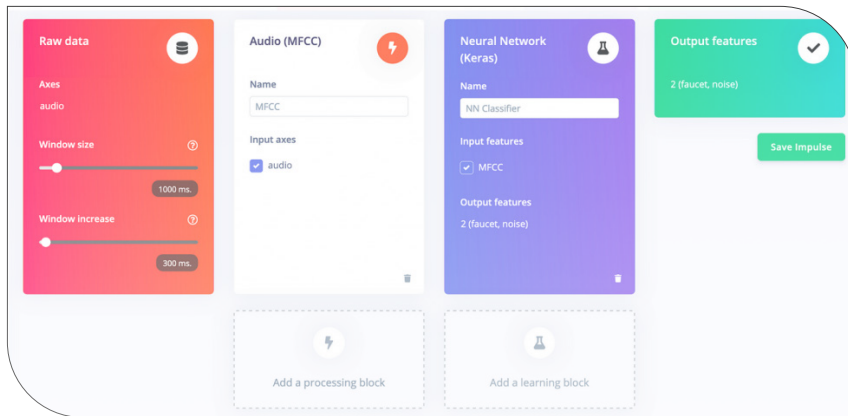 Raw data
Axes
audio
Window size
1000 ms.
Window increase
300 ms.
Audio (MFCC)
Name
MFCC
Input axes
audio
Neural Network
(Keras)
Name
NN Classifier
Input features
MFCC
Output features
2 (faucet, noise)
Output features
2 (faucet, noise)
Save Impulse
Add a processing block
Add a learning block